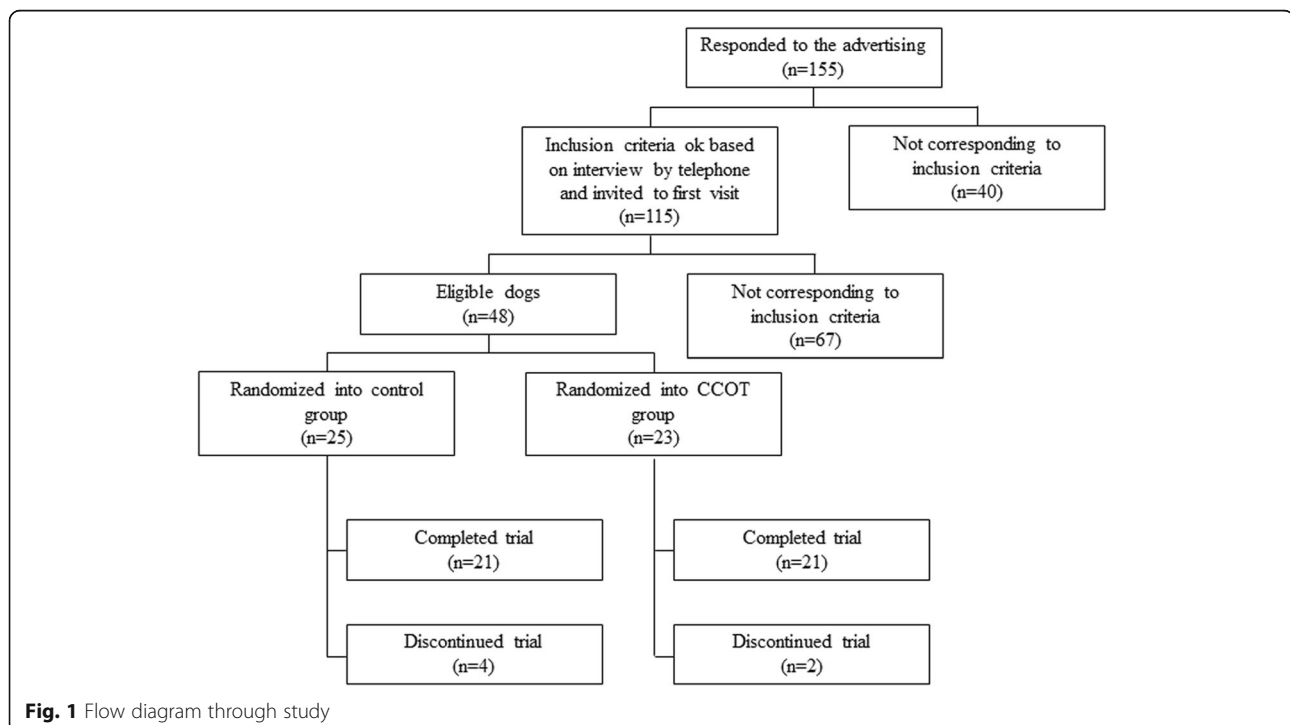 Responded to the advertising
(n=155)
Inclusion criteria ok based
on interview by telephone
and invited to first visit
(n=115)
Not corresponding to
inclusion criteria
(n=40)
Eligible dogs
(n=48)
Not corresponding to
inclusion criteria
(n=67)
Randomized into control
group
(n=25)
Randomized into CCOT
group
(n=23)
Completed trial
(n=21)
Completed trial
(n=21)
Discontinued trial
(n=4)
Discontinued trial
(n=2)
Fig. 1 Flow diagram through study